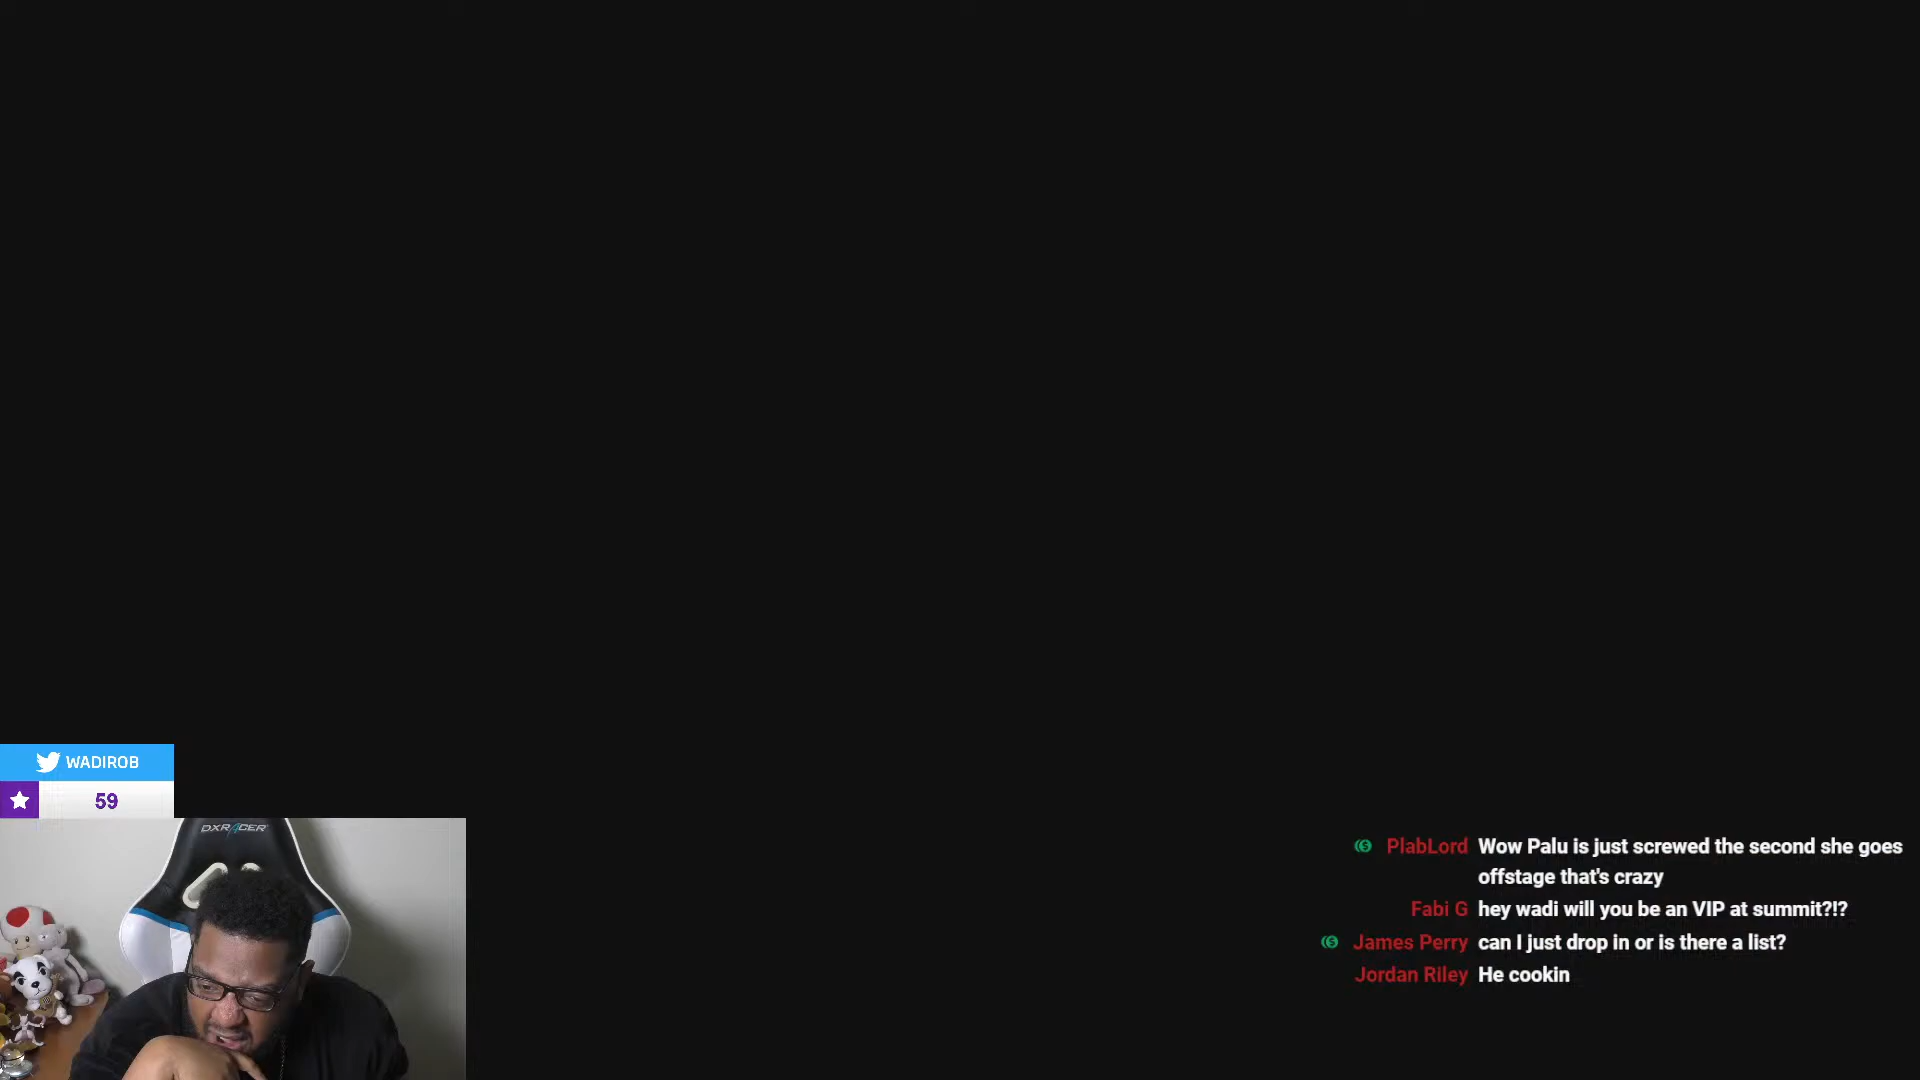 WADIROB
59
DXRACER
PlabLord Wow Palu is just screwed the second she goes
offstage that's crazy
Fabi G hey wadi will you be an VIP at summit?!?
James Perry can I just drop in or is there a list?
Jordan Riley He cookin